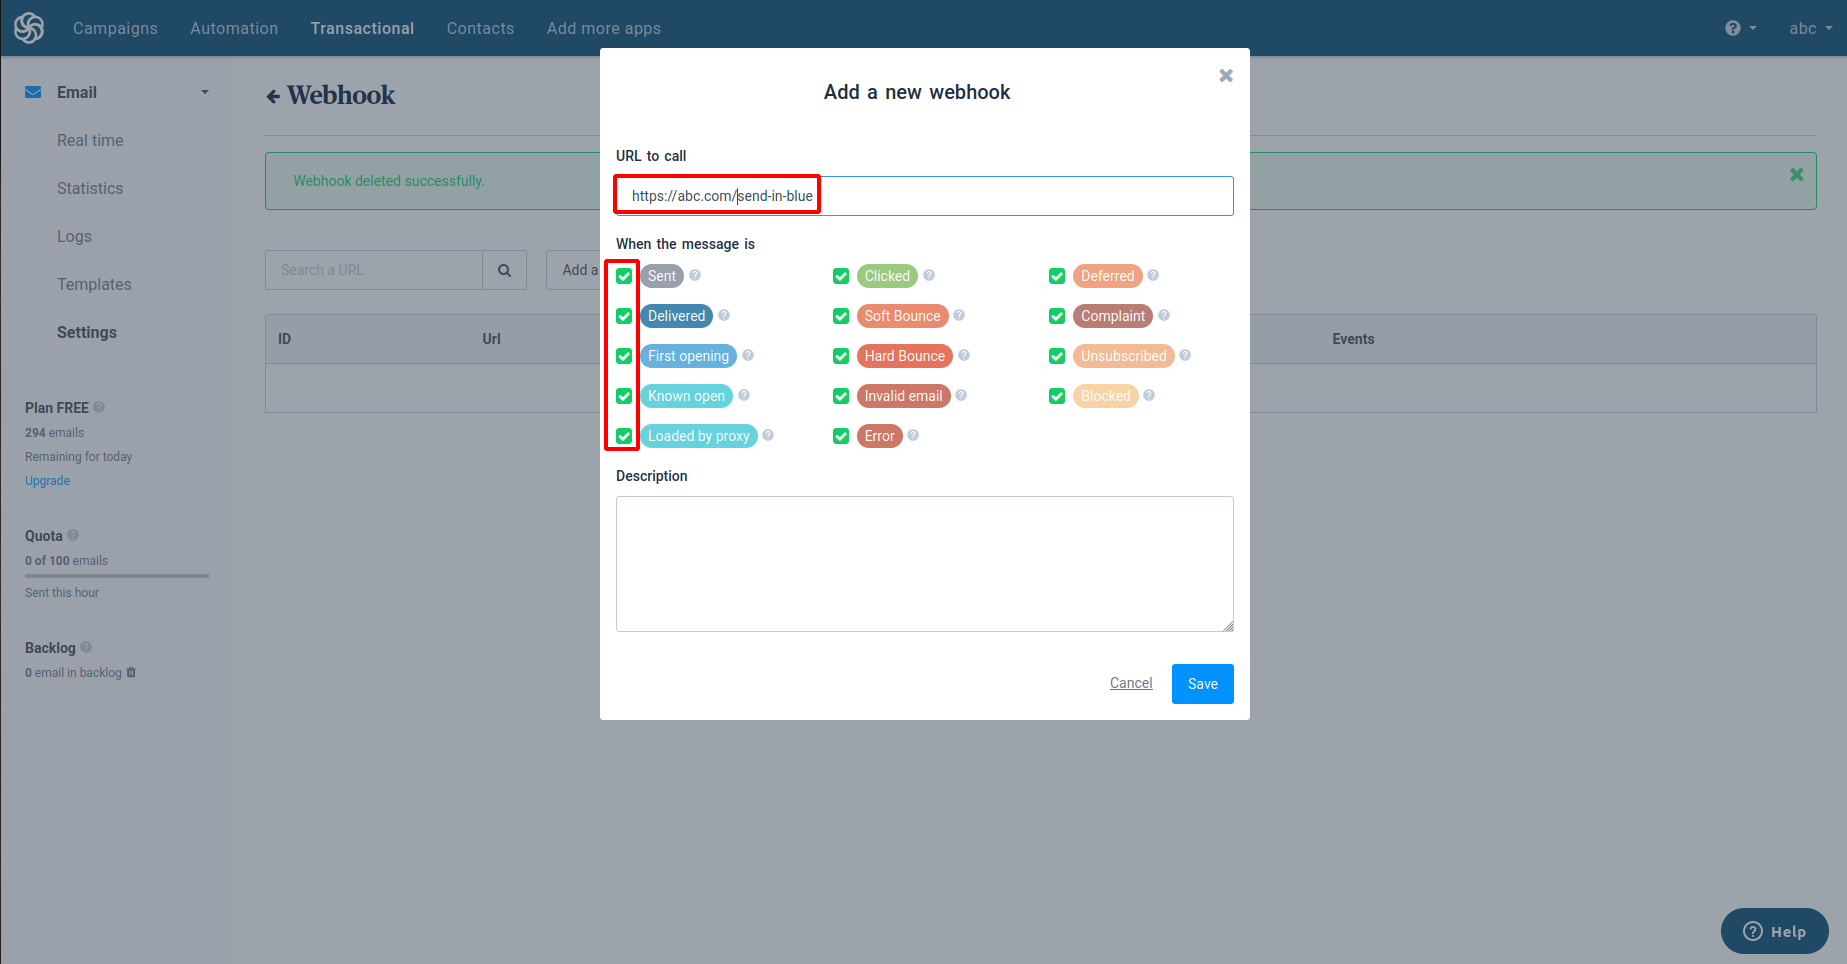 Campaigns Automation Transactional Contacts Add more apps abc
Email
Real time
Statistics
Logs
Templates
Settings
Plan FREE
294 emails
Remaining for today
Upgrade
Quota
0 of 100 emails
Sent this hour
Backlog
0 email in backlog
Webhook
Webhook deleted successfully.
Search a URL
Add a
ID Url Events
Add a new webhook
URL to call
https://abc.com/send-in-blue
When the message is
Sent Clicked Deferred
Delivered Soft Bounce Complaint
First opening Hard Bounce Unsubscribed
Known open Invalid email Blocked
Loaded by proxy Error
Description
Cancel Save
Help